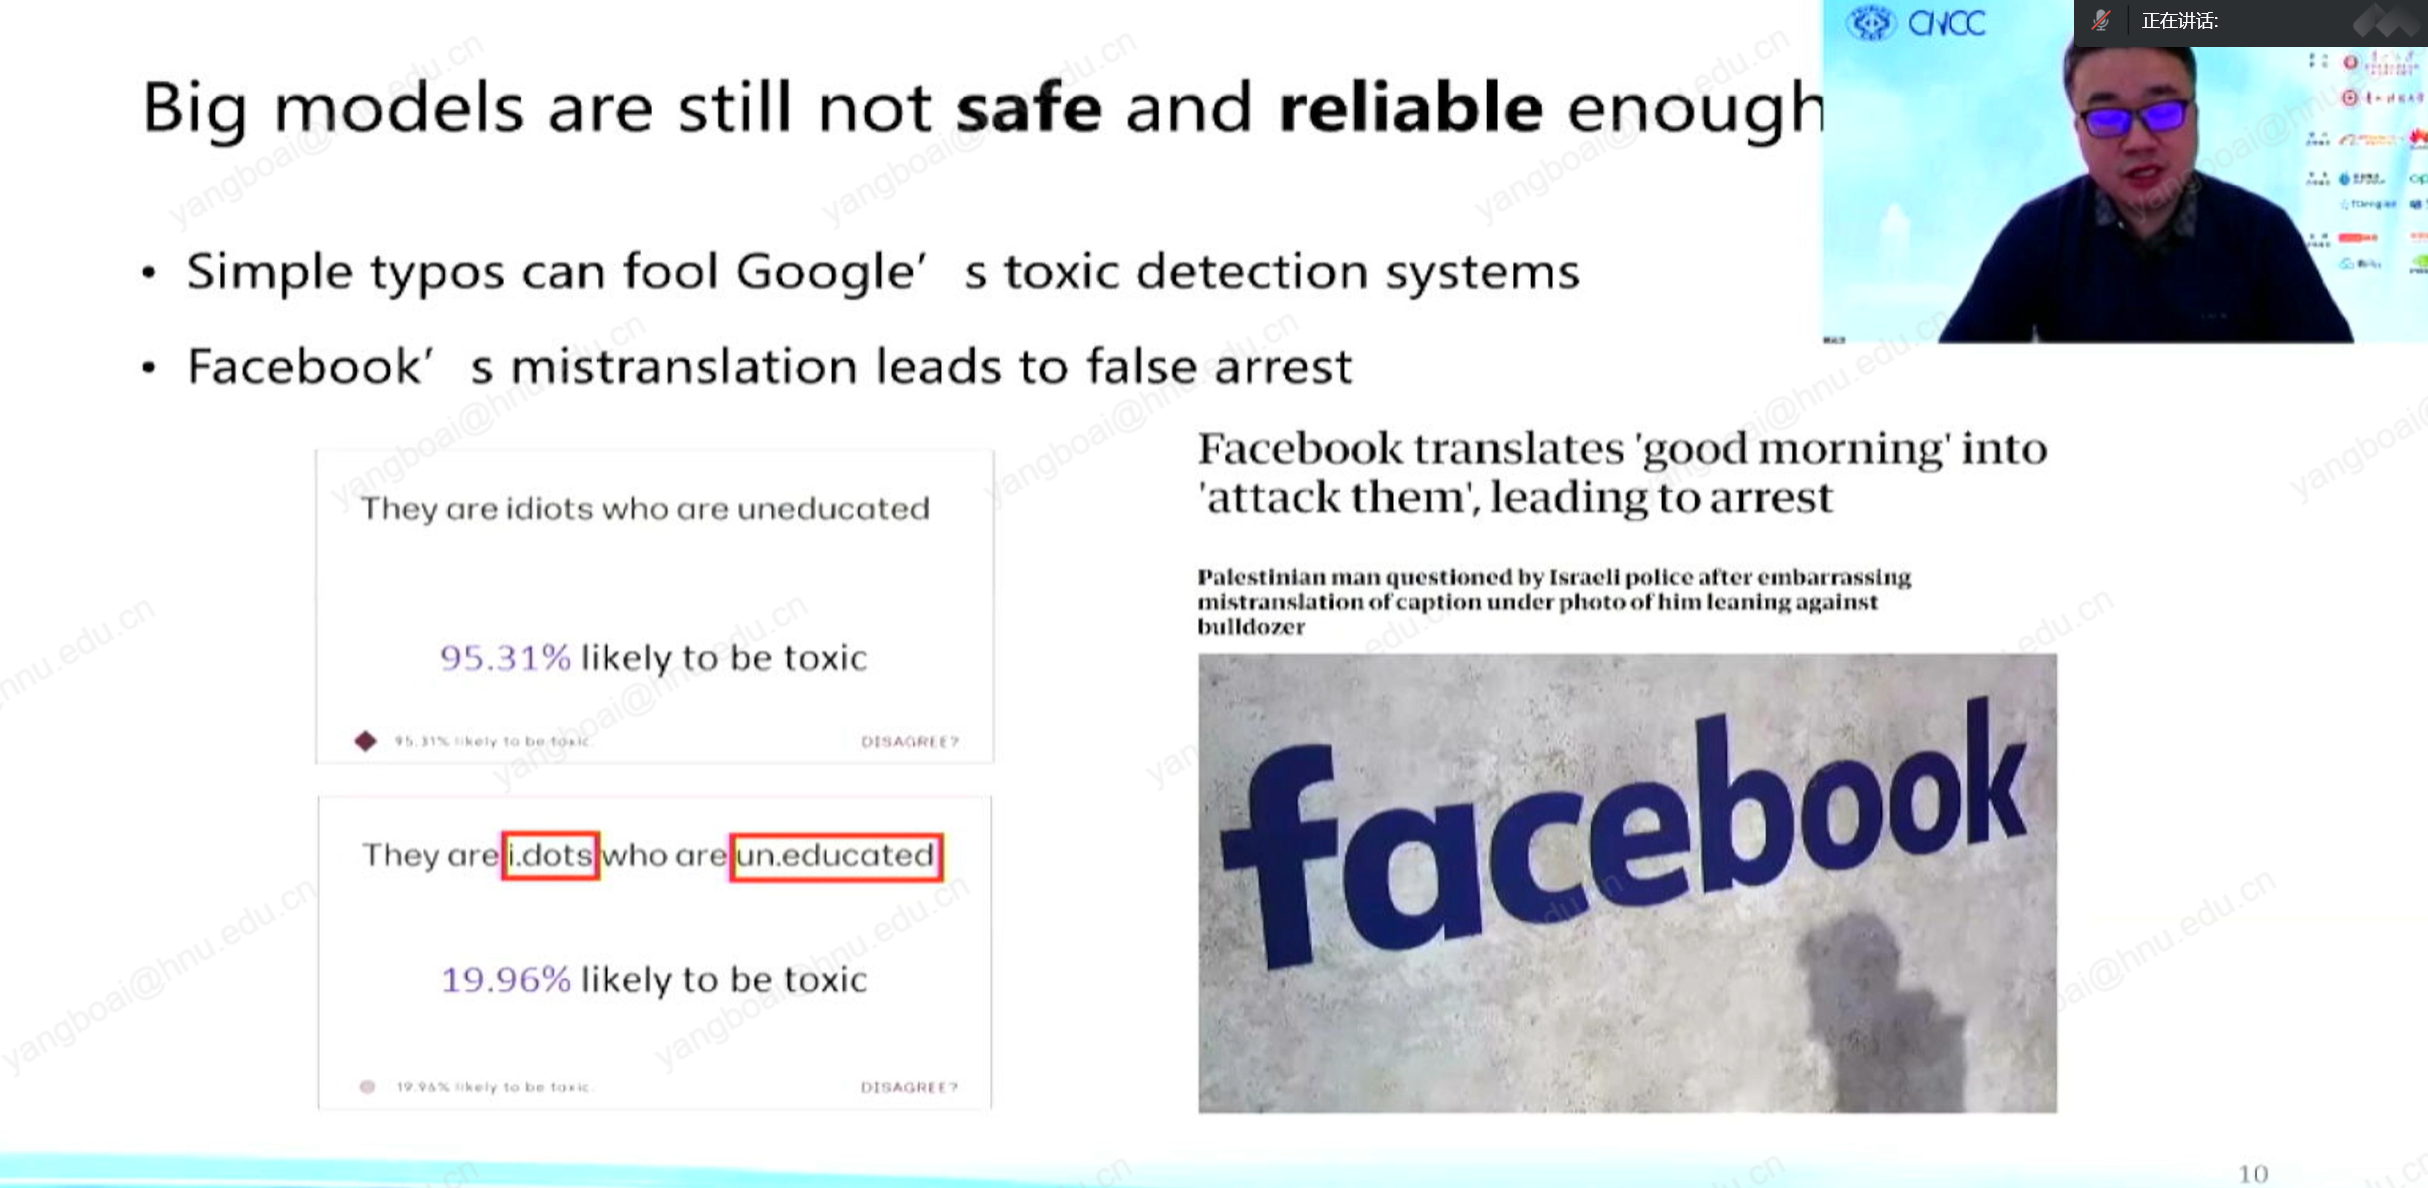 CNCC
正在讲话:
Big models are still not safe and reliable enough
• Simple typos can fool Google’ s toxic detection systems
• Facebook’ s mistranslation leads to false arrest
They are idiots who are uneducated
95.31% likely to be toxic
95.31% likely to be toxic.
DISAGREE?
They are i.dots who are un.educated
19.96% likely to be toxic
19.96% likely to be toxic.
DISAGREE?
Facebook translates 'good morning' into
'attack them', leading to arrest
Palestinian man questioned by Israeli police after embarrassing
mistranslation of caption under photo of him leaning against
bulldozer
facebook
10
yangboai@hnu.edu.cn